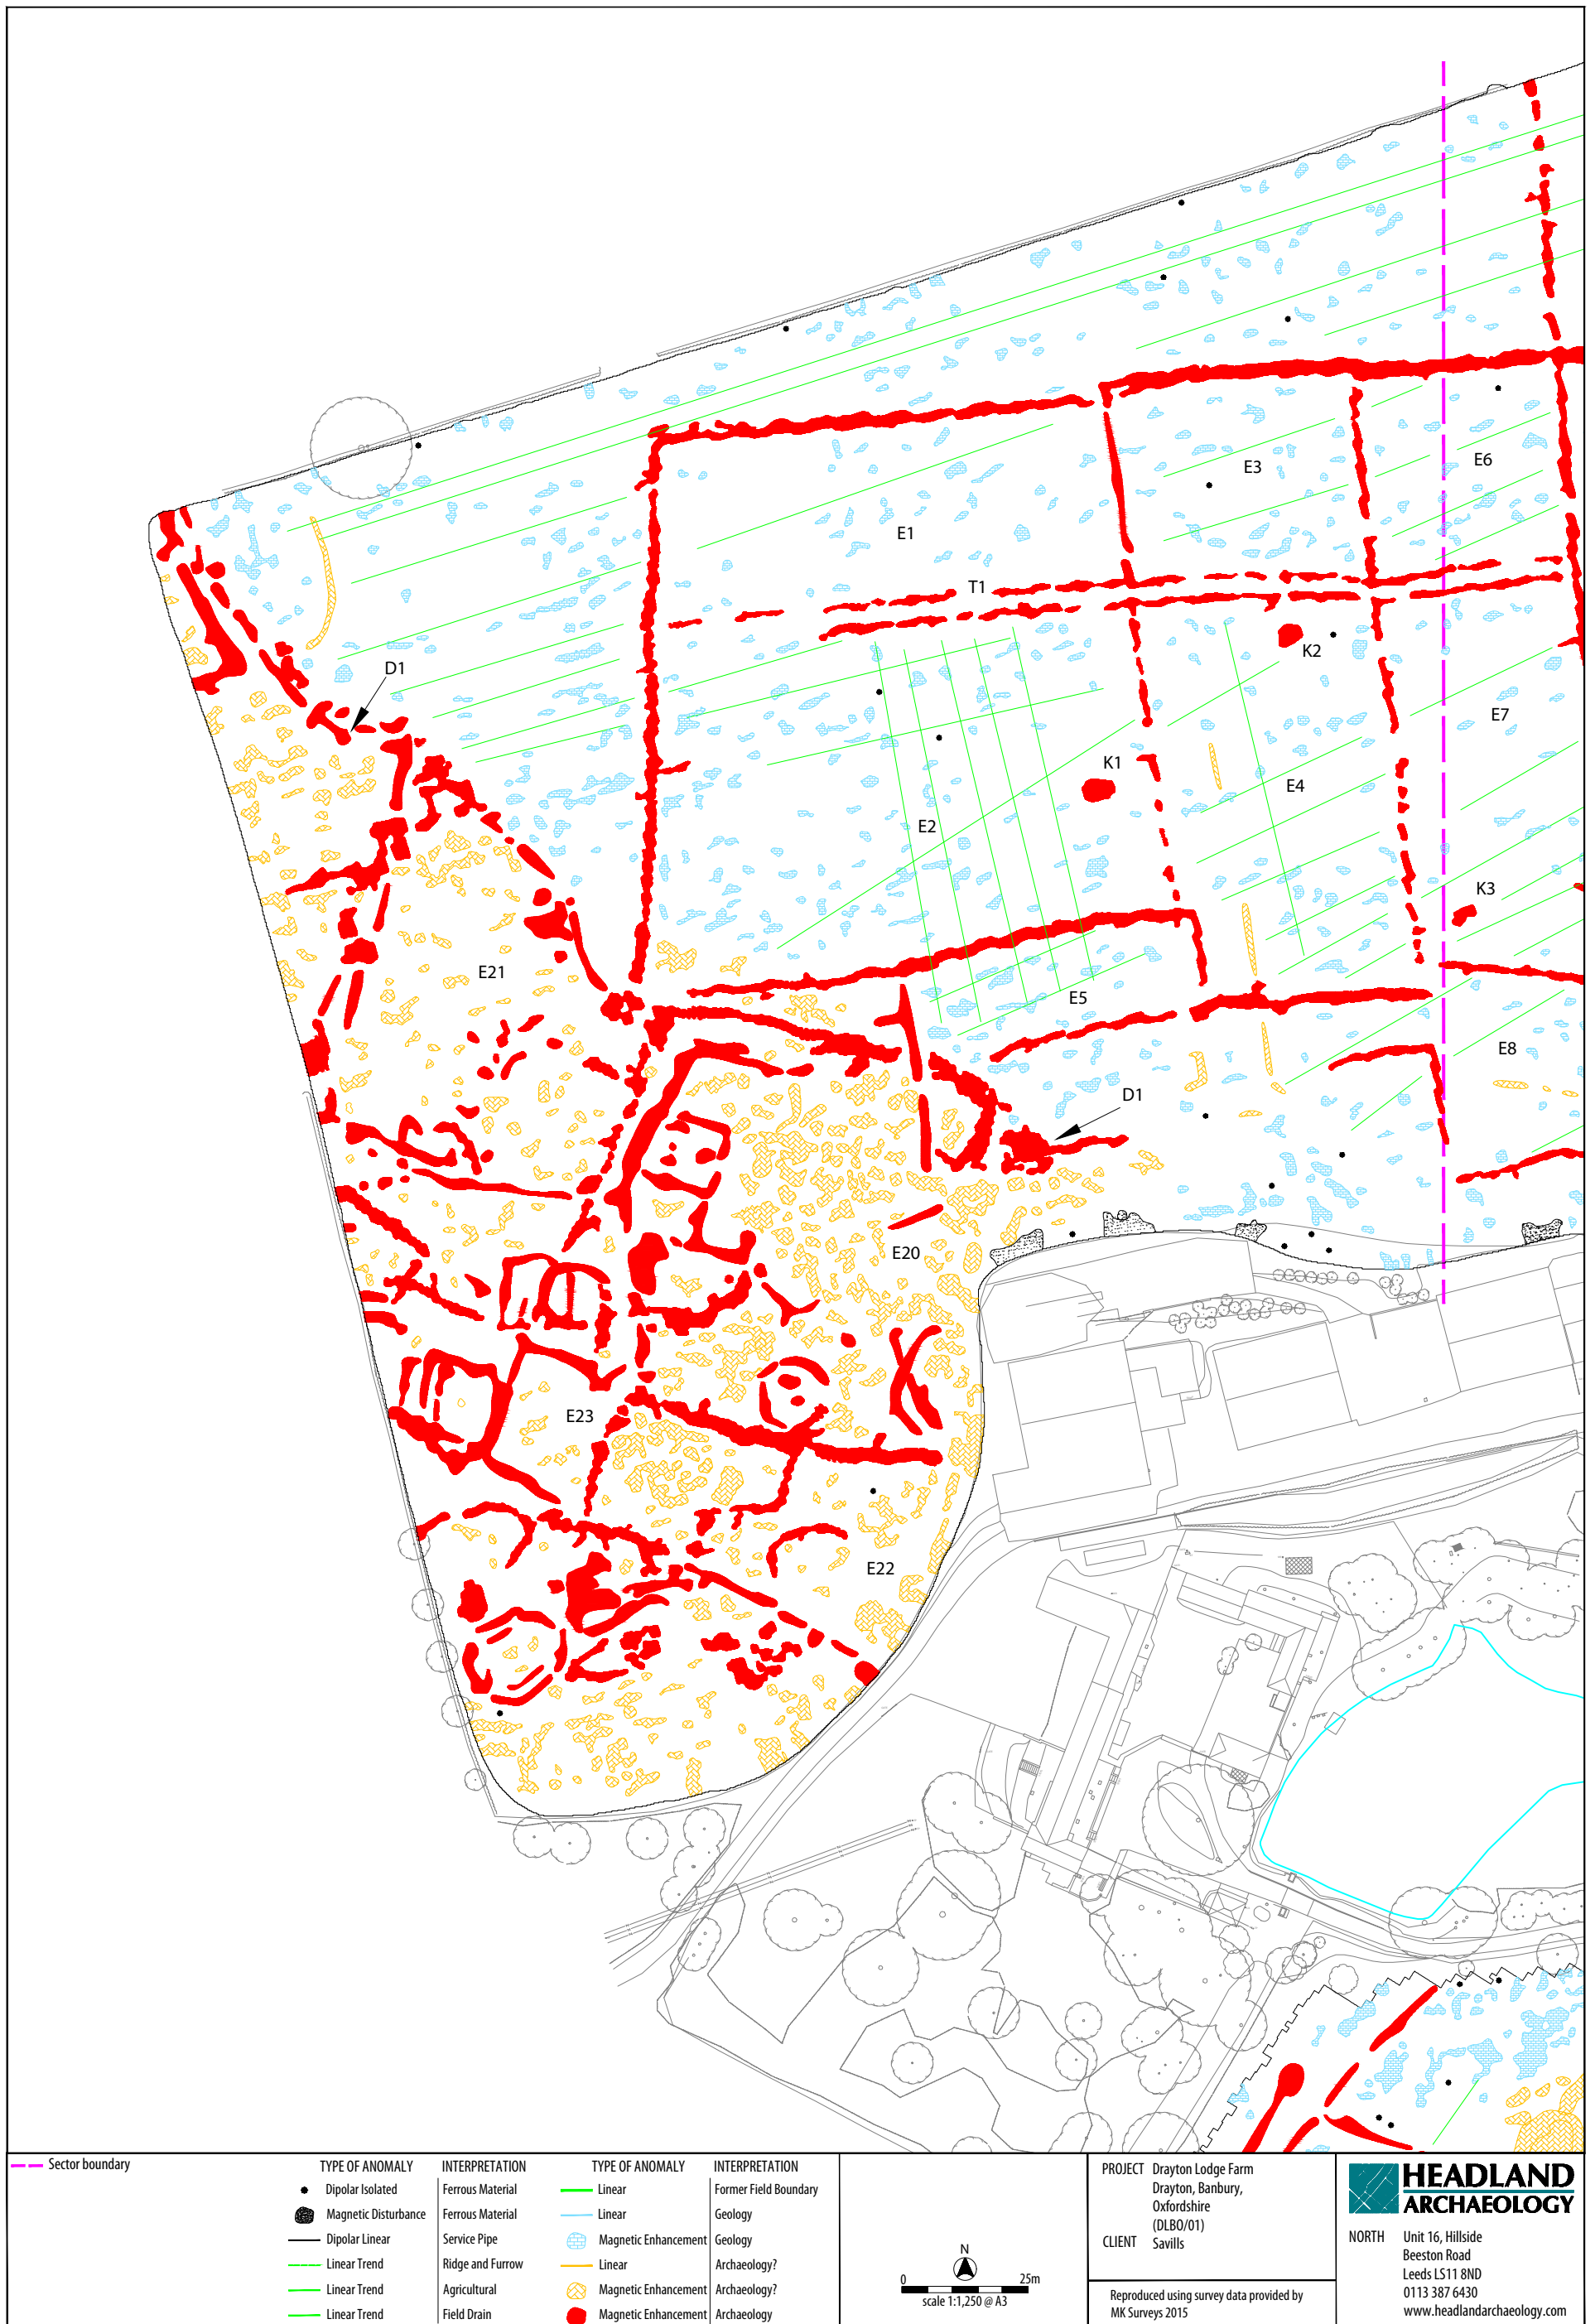 E3
E6
E1
T1
K2
D1
E7
K1
E4
E2
K3
E21
E5
E8
D1
E20
E23
E22
Sector boundary
TYPE OF ANOMALY INTERPRETATION
Dipolar Isolated Ferrous Material
Magnetic Disturbance Ferrous Material
Dipolar Linear Service Pipe
Linear Trend Ridge and Furrow
Linear Trend Agricultural
Linear Trend Field Drain
TYPE OF ANOMALY INTERPRETATION
Linear Former Field Boundary
Linear Geology
Magnetic Enhancement Geology
Linear Archaeology?
Magnetic Enhancement Archaeology?
Magnetic Enhancement Archaeology
N
0 25m
scale 1:1,250 @ A3
PROJECT Drayton Lodge Farm
Drayton, Banbury,
Oxfordshire
(DLBO/01)
CLIENT Savills
Reproduced using survey data provided by
MK Surveys 2015
HEADLAND
ARCHAEOLOGY
NORTH Unit 16, Hillside
Beeston Road
Leeds LS11 8ND
0113 387 6430
www.headlandarchaeology.com